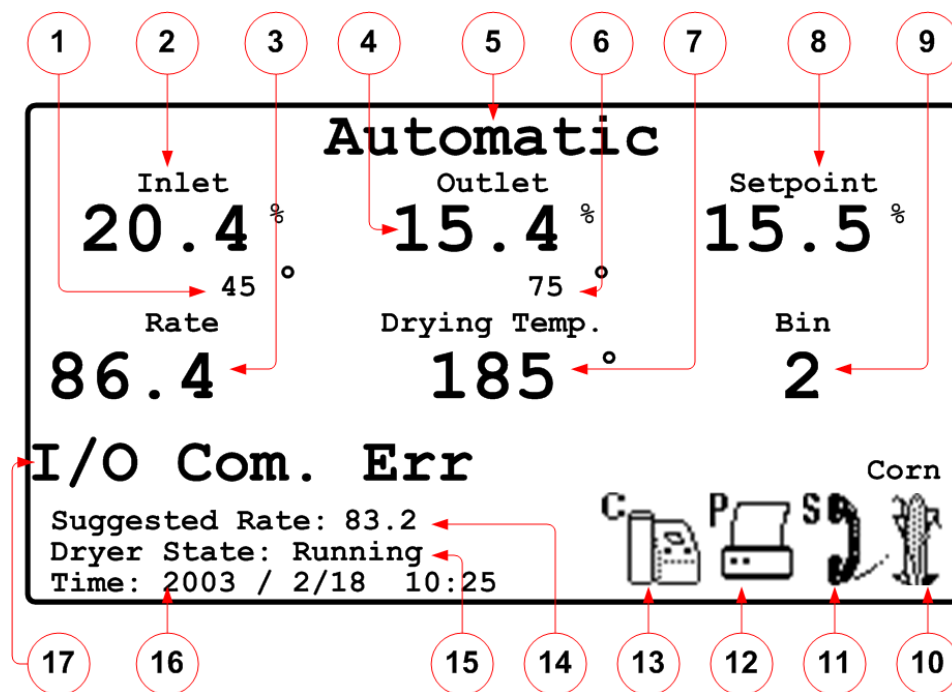 1 2 3 4 5 6 7 8 9
Automatic
Inlet Outlet Setpoint
20.4 % 15.4 % 15.5 %
45 ° 75 °
Rate Drying Temp. Bin
86.4 185 ° 2
I/O Com. Err
Corn
C P S
Suggested Rate: 83.2
Dryer State: Running
Time: 2003 / 2/18 10:25
17 16 15 14 13 12 11 10